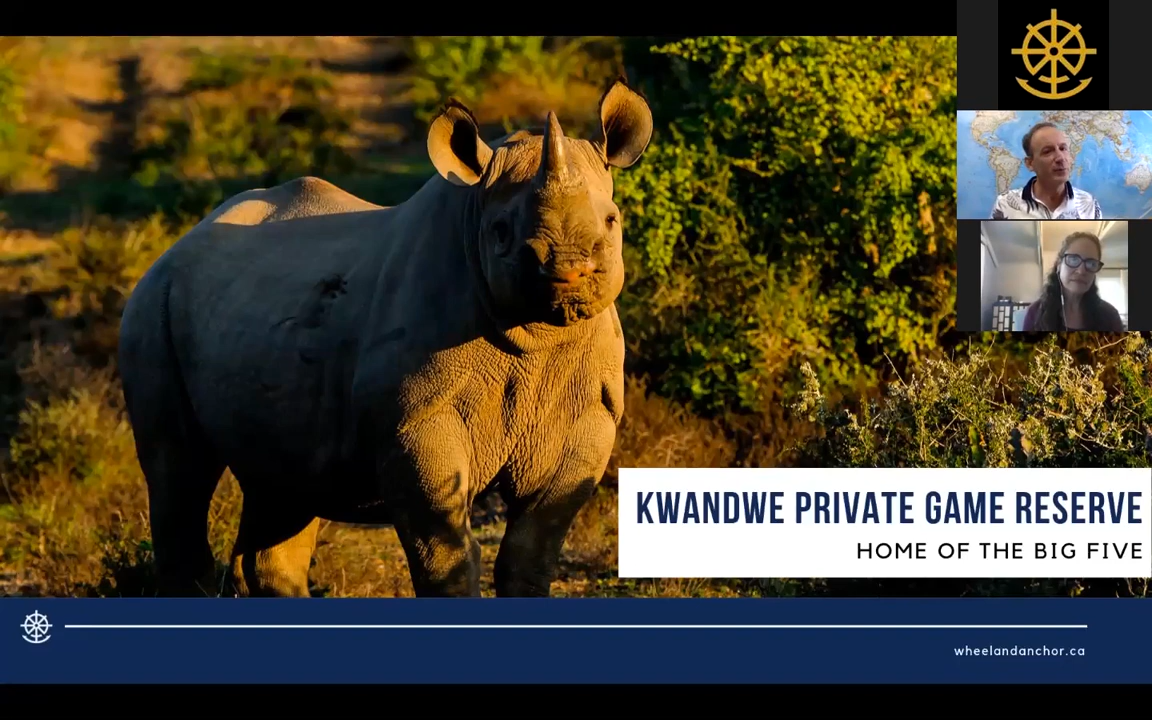 KWANDWE PRIVATE GAME RESERVE
HOME OF THE BIG FIVE
wheelandanchor.ca